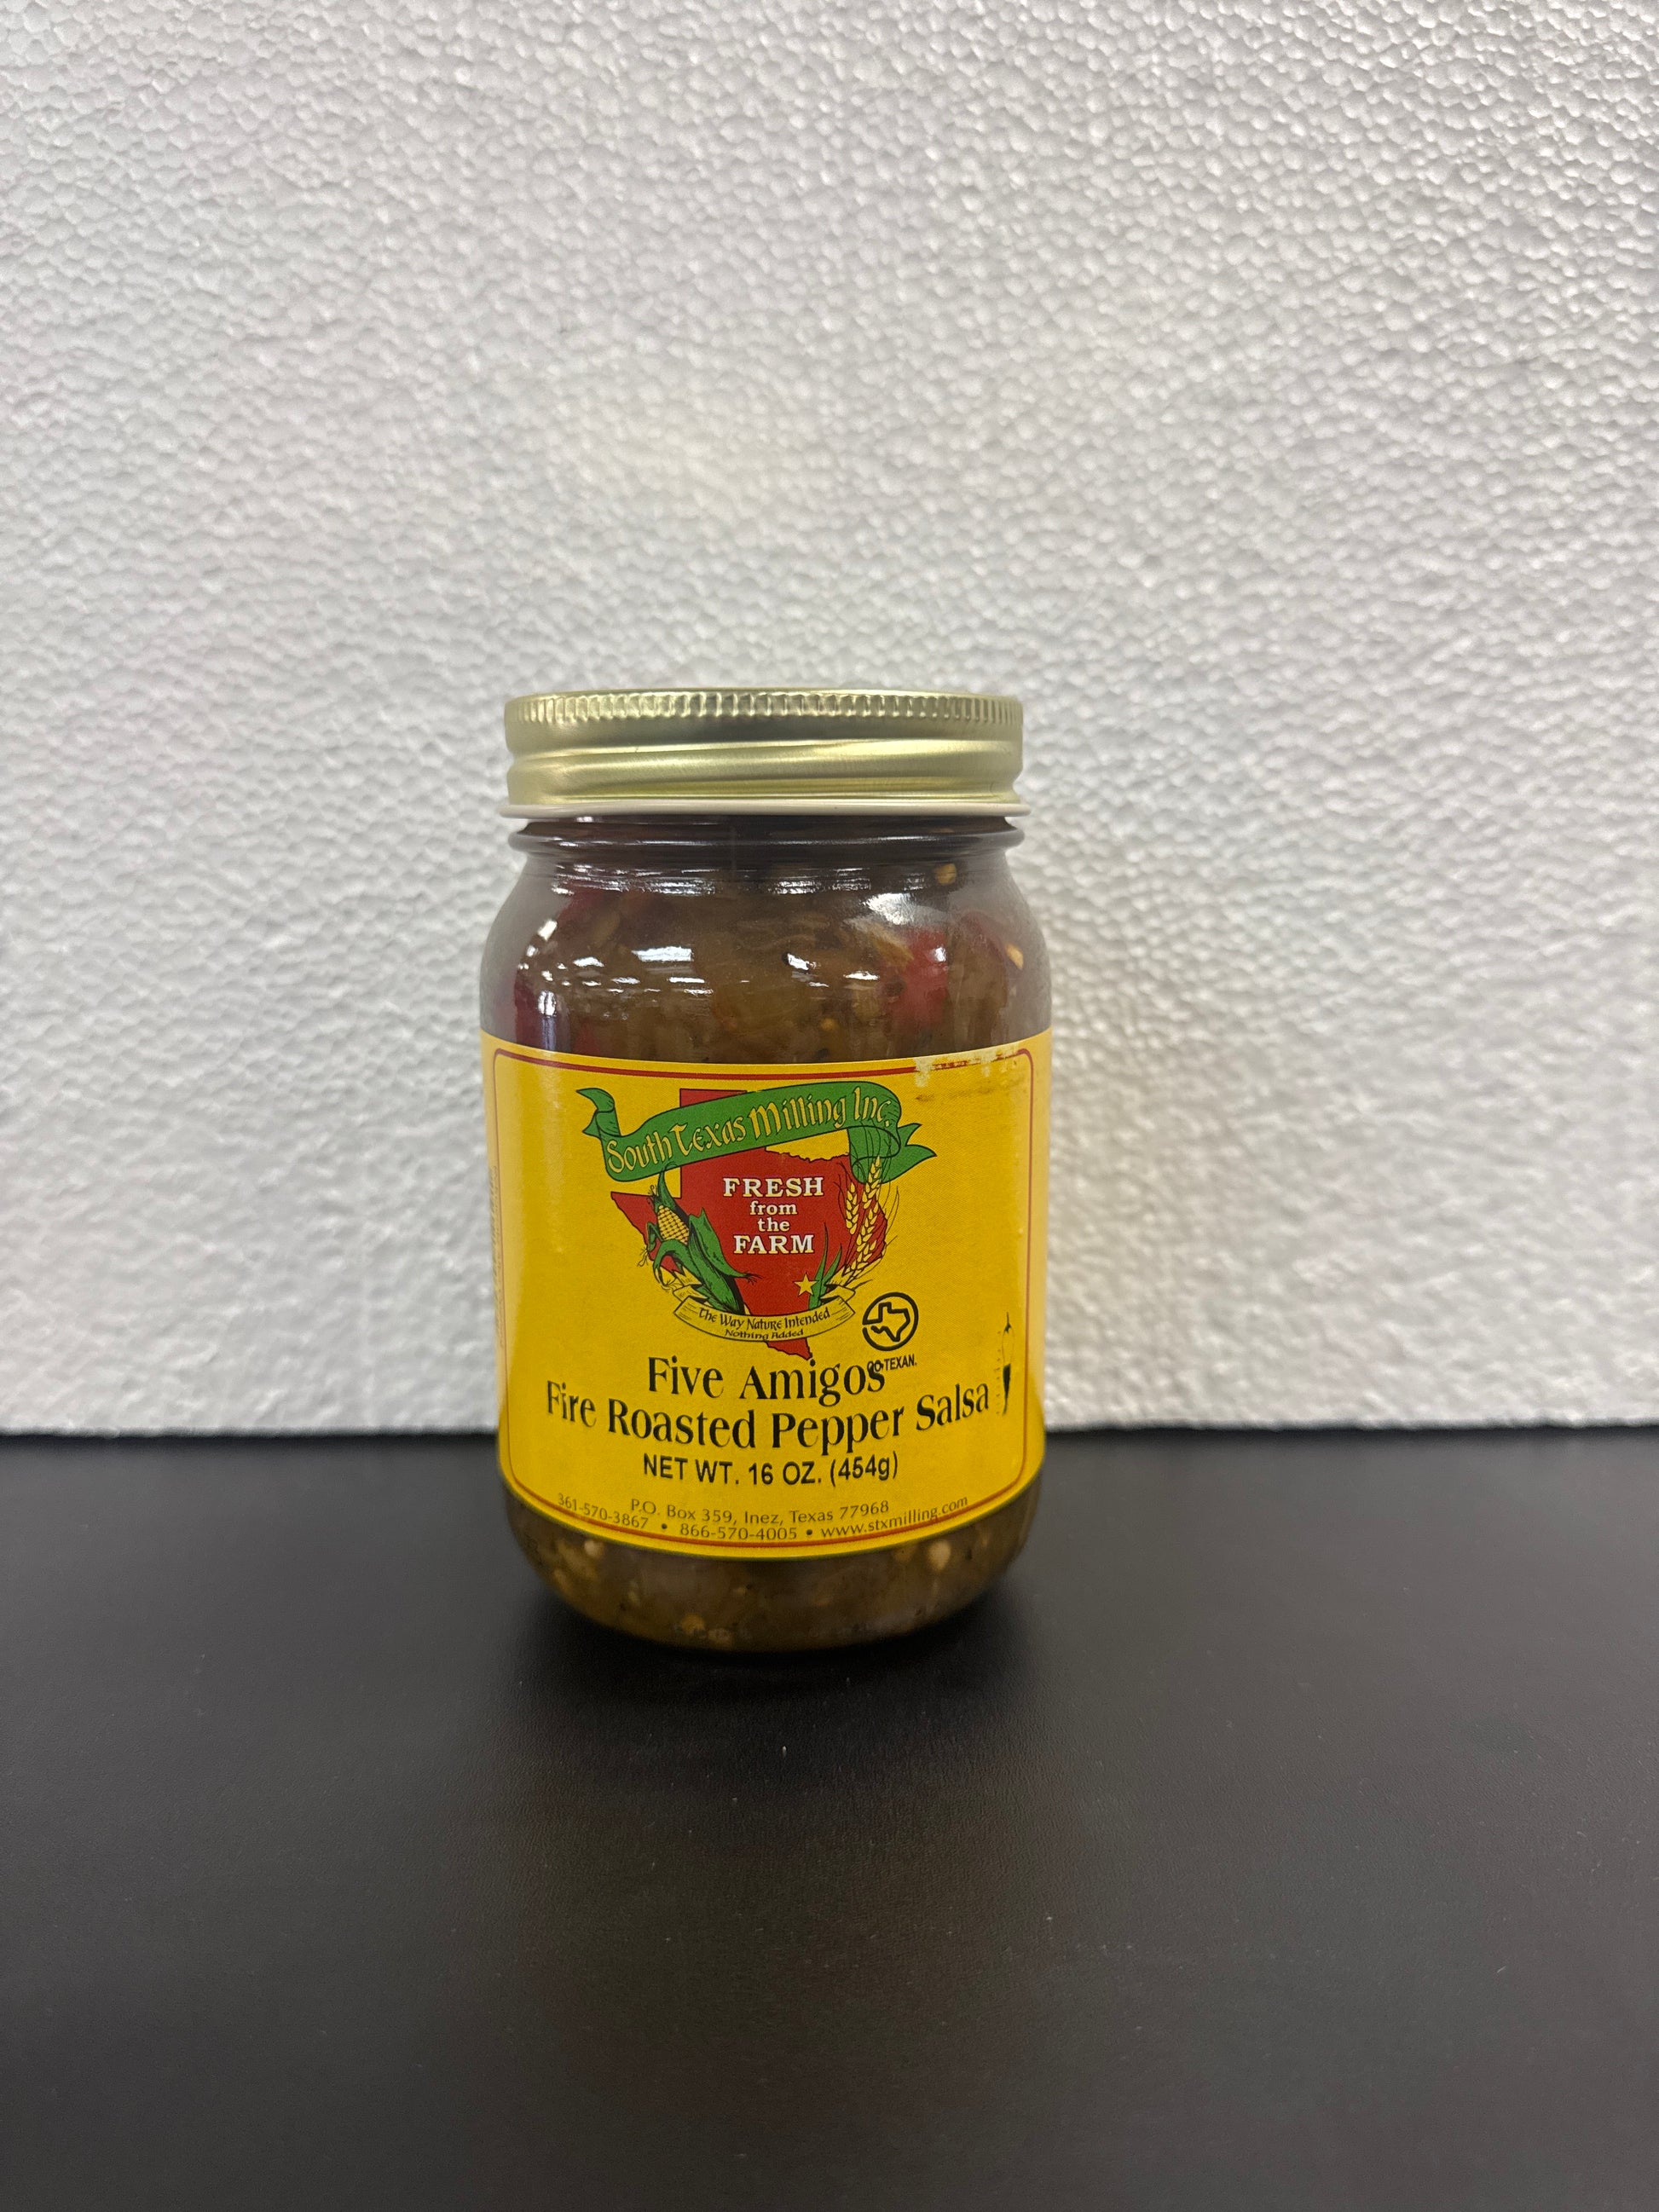 South Texas Milling Inc.
FRESH
from
the
FARM
The Way Nature Intended
Nothing Added
GO TEXAN.
Five Amigos
Fire Roasted Pepper Salsa
NET WT. 16 OZ. (454g)
P.O. Box 359, Inez, Texas 77968
361-570-3867 • 866-570-4005 • www.stxmilling.com